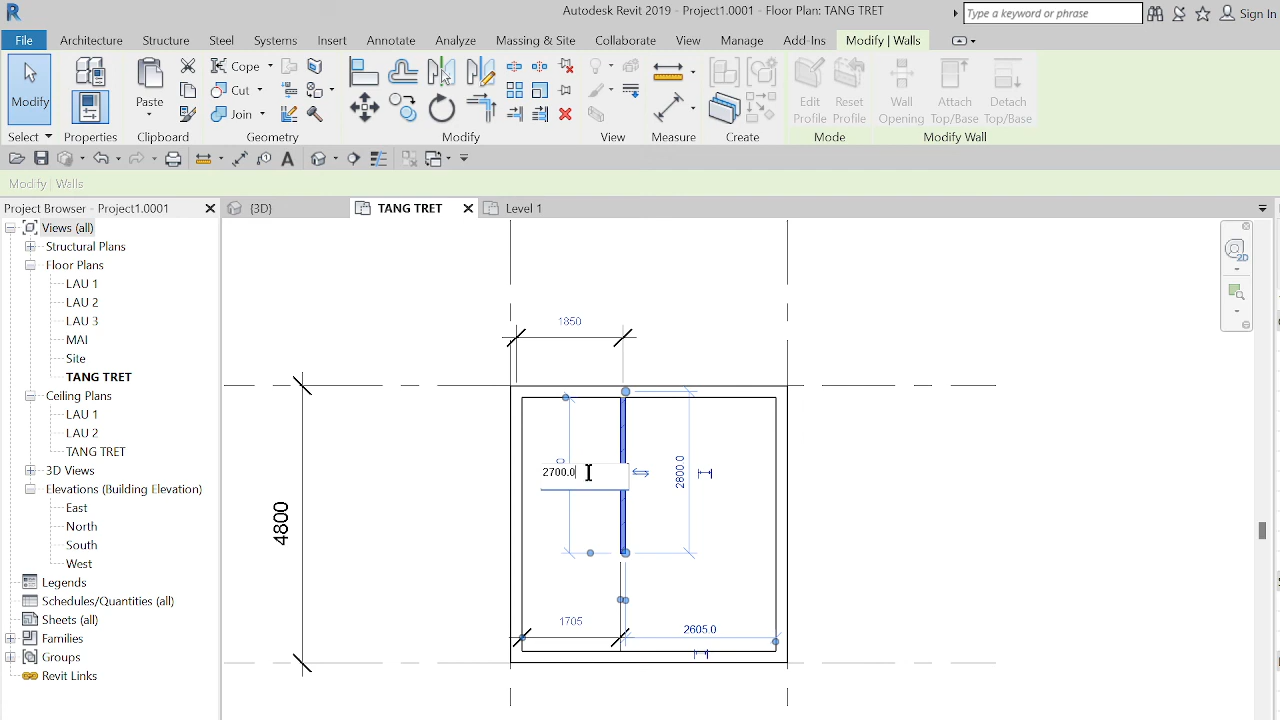 Autodesk Revit 2019 - Project1.0001 - Floor Plan: TANG TRET
Type a keyword or phrase
Sign In
File Architecture Structure Steel Systems Insert Annotate Analyze Massing & Site Collaborate View Manage Add-Ins Modify | Walls
Modify
Paste
Cope
Cut
Join
Edit Profile
Reset Profile
Wall Opening
Attach Top/Base
Detach Top/Base
Select Properties Clipboard Geometry Modify View Measure Create Mode Modify Wall
Modify | Walls
Project Browser - Project1.0001
{3D}
TANG TRET
Level 1
Views (all)
Structural Plans
Floor Plans
LAU 1
LAU 2
LAU 3
MAI
Site
TANG TRET
Ceiling Plans
LAU 1
LAU 2
TANG TRET
3D Views
Elevations (Building Elevation)
East
North
South
West
Legends
Schedules/Quantities (all)
Sheets (all)
Families
Groups
Revit Links
2D
1850
2700.0
2800.0
4800
1705
2605.0